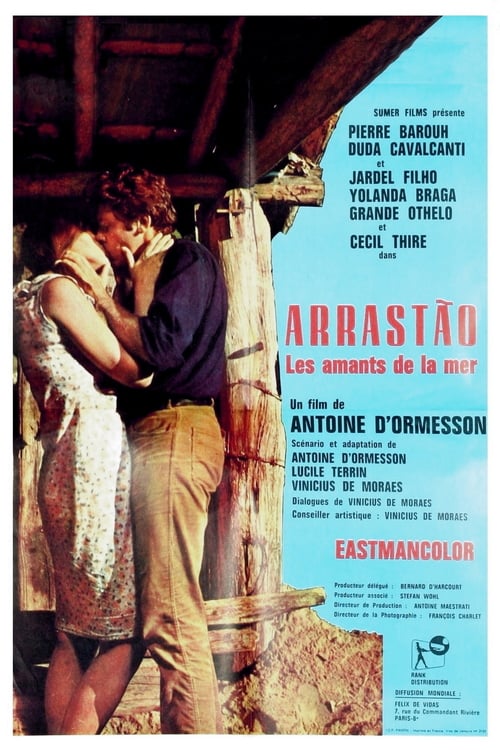 SUMER FILMS présente
PIERRE BAROUH
DUDA CAVALCANTI
et
JARDEL FILHO
YOLANDA BRAGA
GRANDE OTHELO
et
CECIL THIRE
dans
ARRASTÃO
Les amants de la mer
Un film de
ANTOINE D'ORMESSON
Scénario et adaptation de
ANTOINE D'ORMESSON
LUCILE TERRIN
VINICIUS DE MORAES
Dialogues de VINICIUS DE MORAES
Conseiller artistique : VINICIUS DE MORAES
EASTMANCOLOR
Producteur délégué : BERNARD D'HARCOURT
Producteur associé : STEFAN WOHL
Directeur de Production : ANTOINE MAESTRATI
Directeur de la Photographie : FRANÇOIS CHARLET
RANK
DISTRIBUTION
DIFFUSION MONDIALE :
FELIX DE VIDAS
7, rue du Commandant Rivière
PARIS-8e